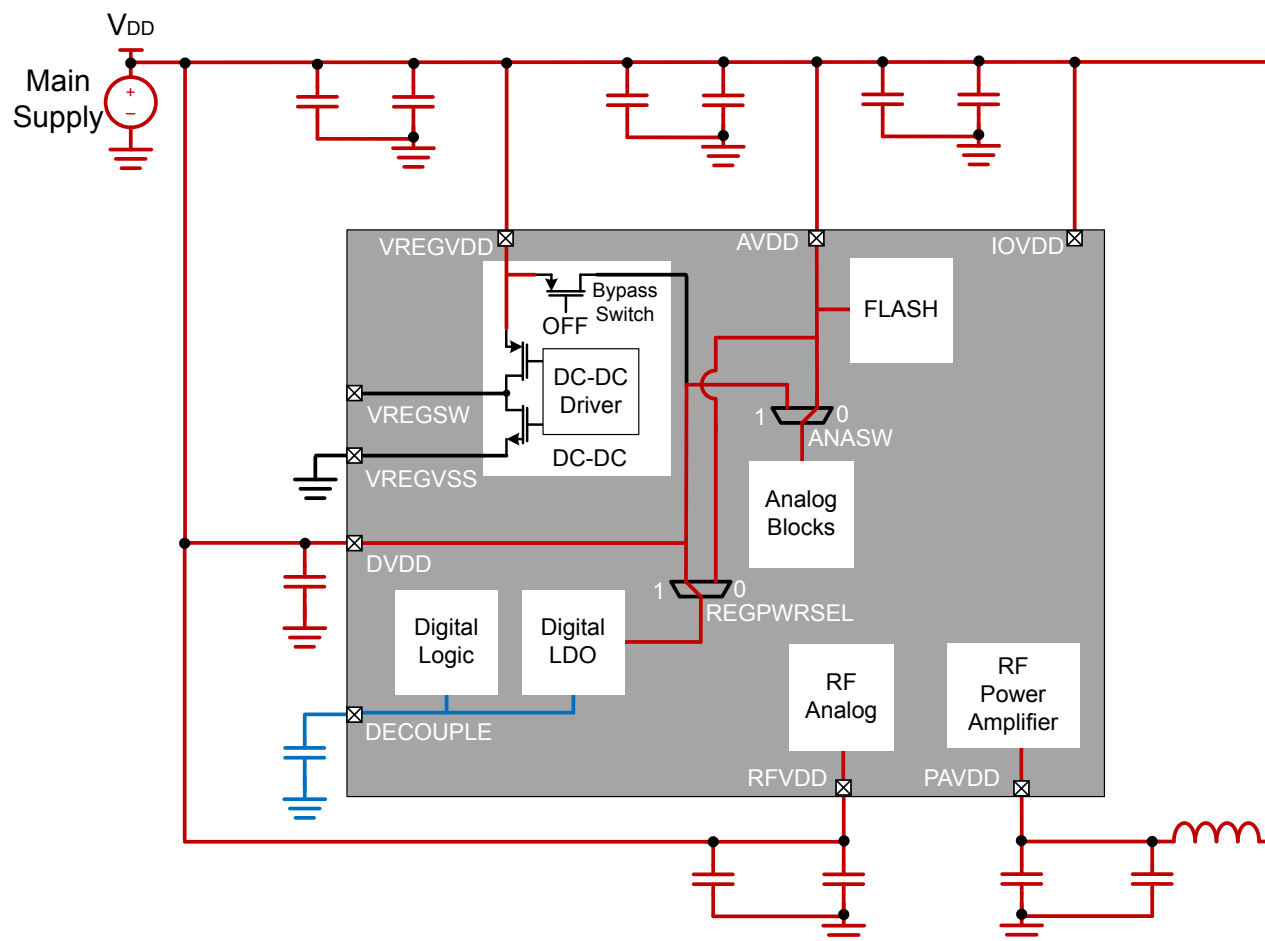 VDD
Main
Supply
+
–
VREGVDD
AVDD
IOVDD
Bypass
Switch
OFF
FLASH
DC-DC
Driver
VREGSW
1
0
ANASW
DC-DC
VREGVSS
Analog
Blocks
DVDD
1
0
REGPWRSEL
Digital
Logic
Digital
LDO
RF
Analog
RF
Power
Amplifier
DECOUPLE
RFVDD
PAVDD